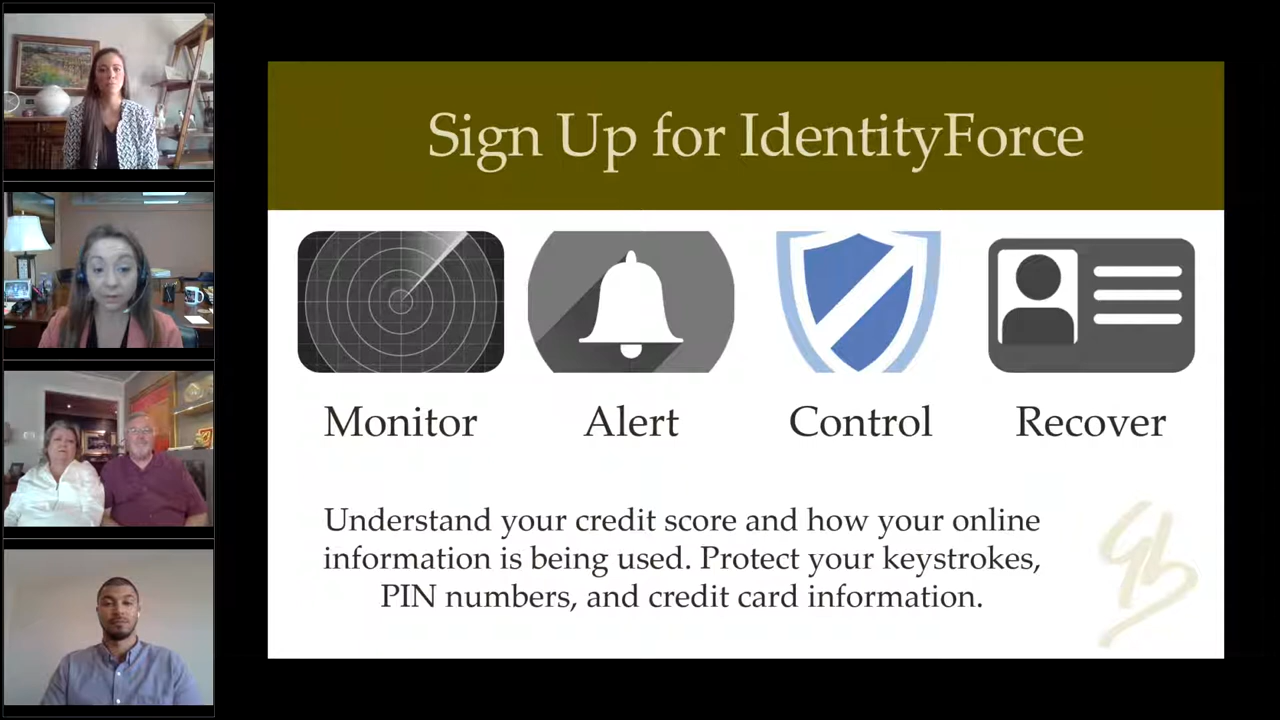 Sign Up for IdentityForce
Monitor
Alert
Control
Recover
Understand your credit score and how your online
information is being used. Protect your keystrokes,
PIN numbers, and credit card information.